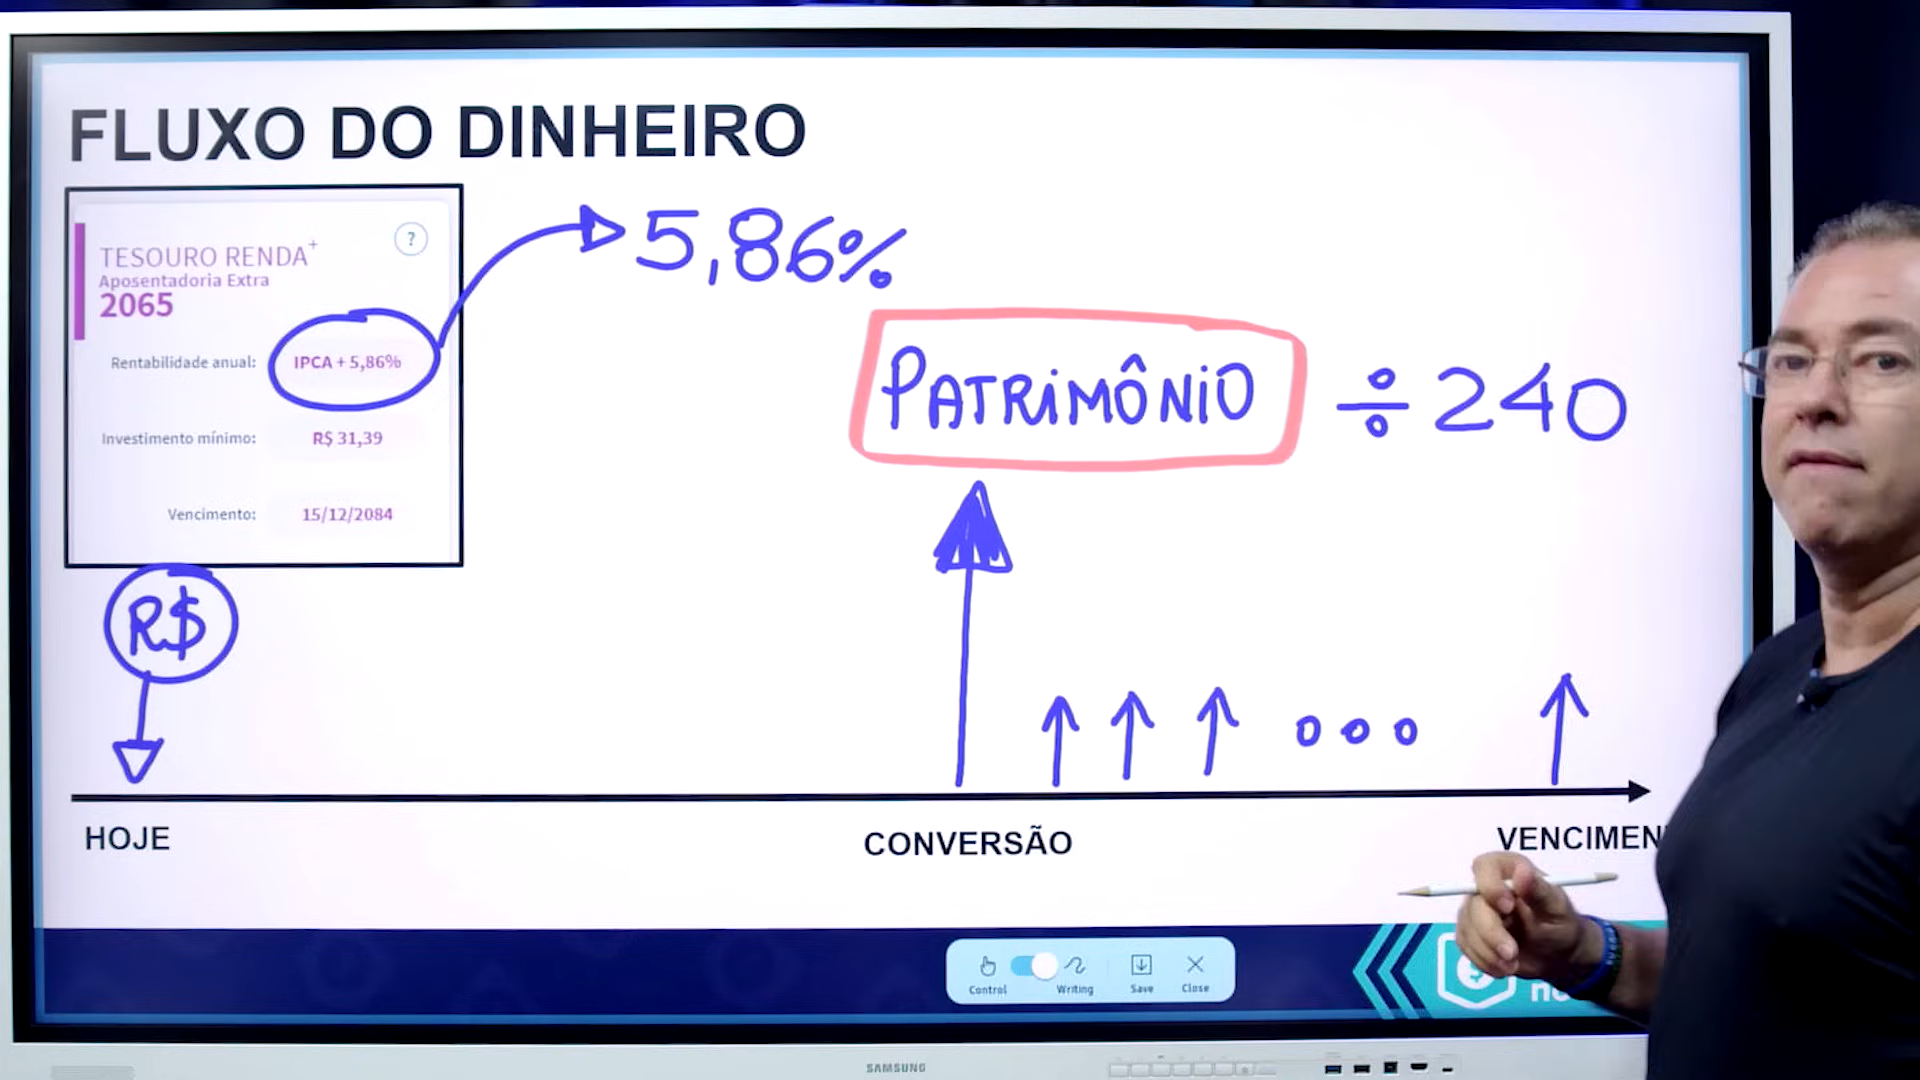 FLUXO DO DINHEIRO
TESOURO RENDA+
Aposentadoria Extra
2065
?
Rentabilidade anual: IPCA + 5,86%
Investimento mínimo: R$ 31,39
Vencimento: 15/12/2084
5,86%
PATRIMÔNIO ÷ 240
R$
HOJE
CONVERSÃO
VENCIMEN
Control Writing Save Close
SAMSUNG